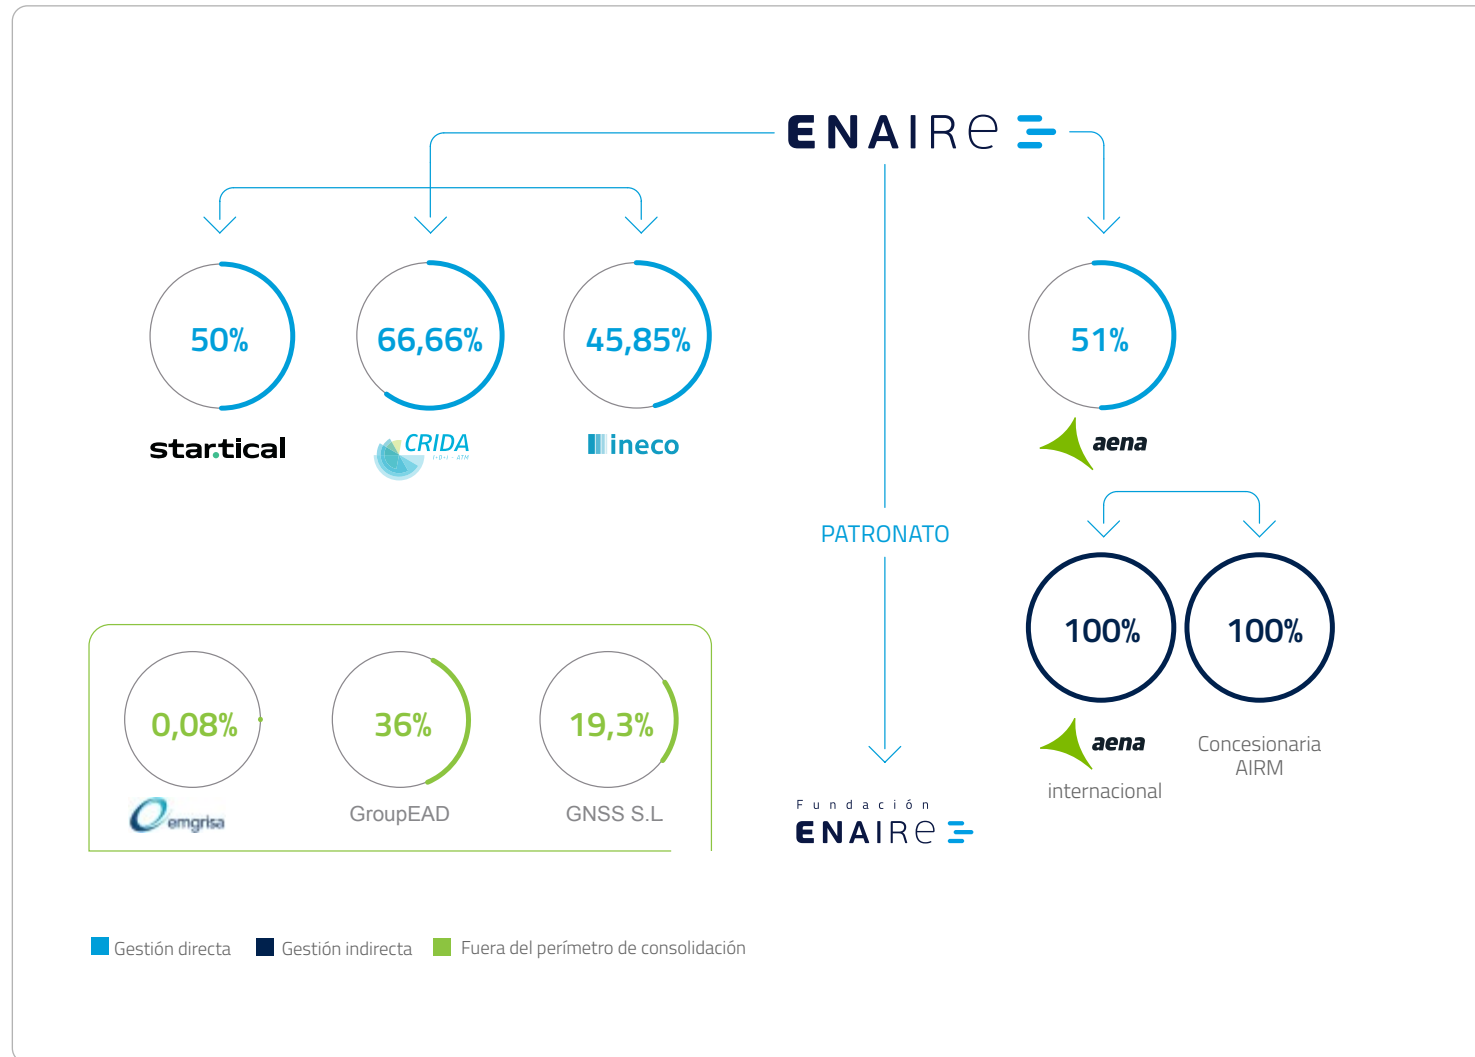 ENAIRe
50%
66,66%
45,85%
51%
startical
CRIDA
I+D+I · ATM
ineco
aena
PATRONATO
100%
100%
0,08%
36%
19,3%
aena
internacional
Concesionaria
AIRM
emgrisa
GroupEAD
GNSS S.L
Fundación
ENAIRe
Gestión directa
Gestión indirecta
Fuera del perímetro de consolidación